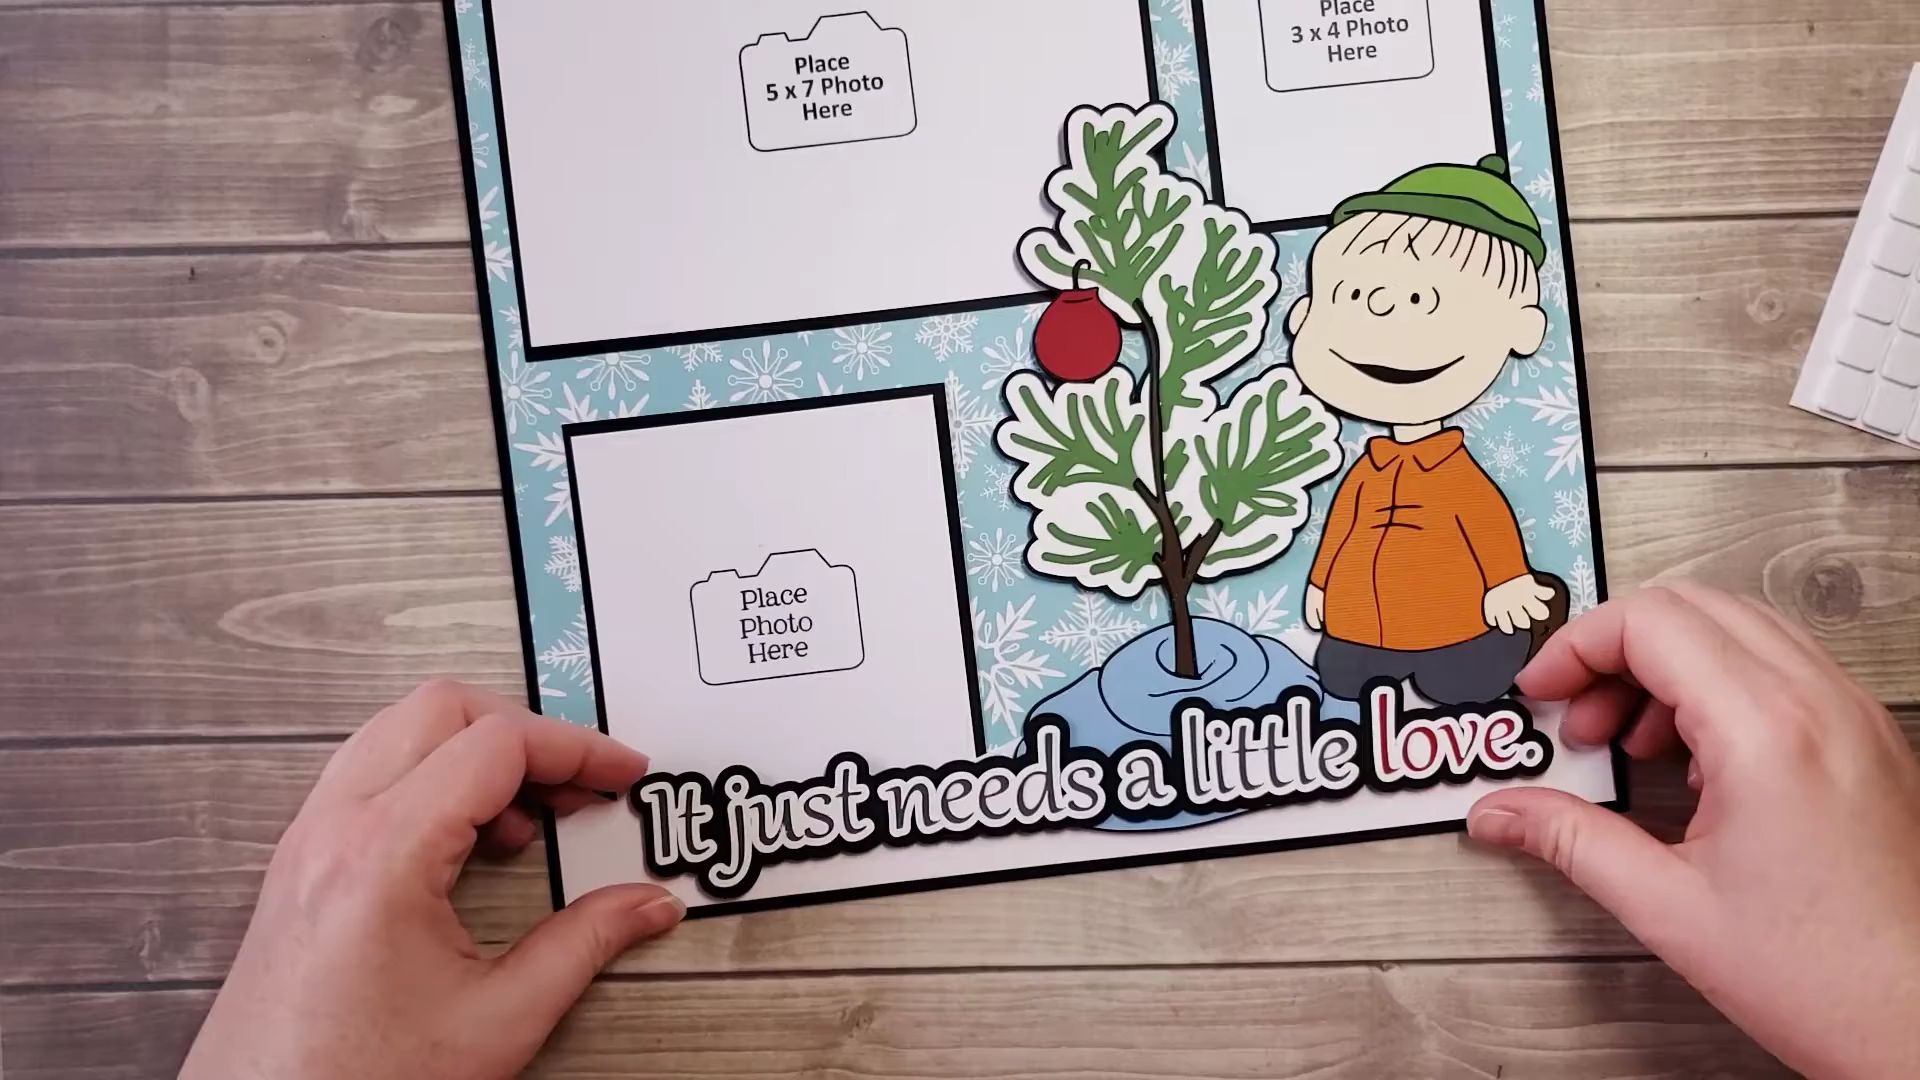 Place
5 x 7 Photo
Here
Place
3 x 4 Photo
Here
Place
Photo
Here
It just needs a little love.